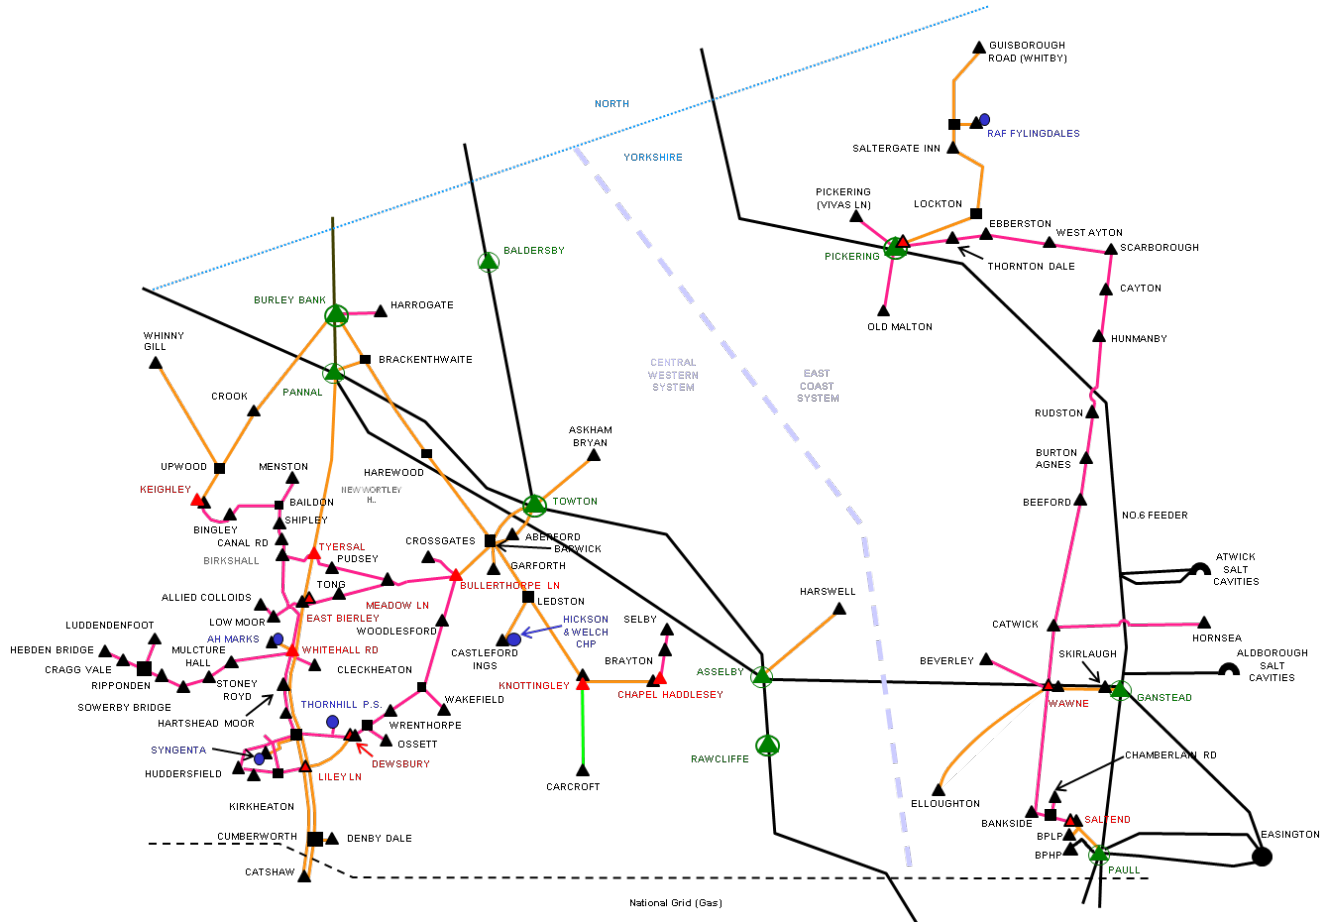 GUISBOROUGH
ROAD (WHITBY)
NORTH
RAF FYLINGDALES
SALTERGATE INN
YORKSHIRE
PICKERING
(VIVAS LN)
LOCKTON
EBBERSTON
WEST AYTON
SCARBOROUGH
BALDERSBY
PICKERING
THORNTON DALE
CAYTON
BURLEY BANK
HARROGATE
OLD MALTON
HUNMANBY
WHINNY
GILL
BRACKENTHWAITE
CENTRAL
WESTERN
SYSTEM
EAST
COAST
SYSTEM
PANNAL
CROOK
RUDSTON
ASKHAM
BRYAN
UPWOOD
MENSTON
HAREWOOD
BURTON
AGNES
KEIGHLEY
NEW WORTLEY
H..
TOWTON
BAILDON
BEEFORD
NO.6 FEEDER
BINGLEY
SHIPLEY
CANAL RD
CROSSGATES
ABERFORD
BARWICK
TYERSAL
BIRKSHALL
PUDSEY
GARFORTH
ATWICK
SALT
CAVITIES
BULLERTHORPE LN
TONG
ALLIED COLLOIDS
MEADOW LN
LEDSTON
HARSWELL
LOW MOOR
EAST BIERLEY
HICKSON
& WELCH
CHP
SELBY
LUDDENDENFOOT
WOODLESFORD
CATWICK
HORNSEA
AH MARKS
HEBDEN BRIDGE
MULCTURE
HALL
WHITEHALL RD
CASTLEFORD
INGS
BRAYTON
BEVERLEY
SKIRLAUGH
ALDBOROUGH
SALT
CAVITIES
CRAGG VALE
CLECKHEATON
ASSELBY
RIPPONDEN
STONEY
ROYD
KNOTTINGLEY
CHAPEL HADDLESEY
WAWNE
GANSTEAD
SOWERBY BRIDGE
THORNHILL P.S.
WAKEFIELD
HARTSHEAD MOOR
WRENTHORPE
OSSETT
SYNGENTA
DEWSBURY
RAWCLIFFE
CHAMBERLAIN RD
HUDDERSFIELD
LILEY LN
CARCROFT
ELLOUGHTON
KIRKHEATON
BANKSIDE
SALTEND
CUMBERWORTH
DENBY DALE
BPLP
EASINGTON
BPHP
CATSHAW
PAULL
National Grid (Gas)